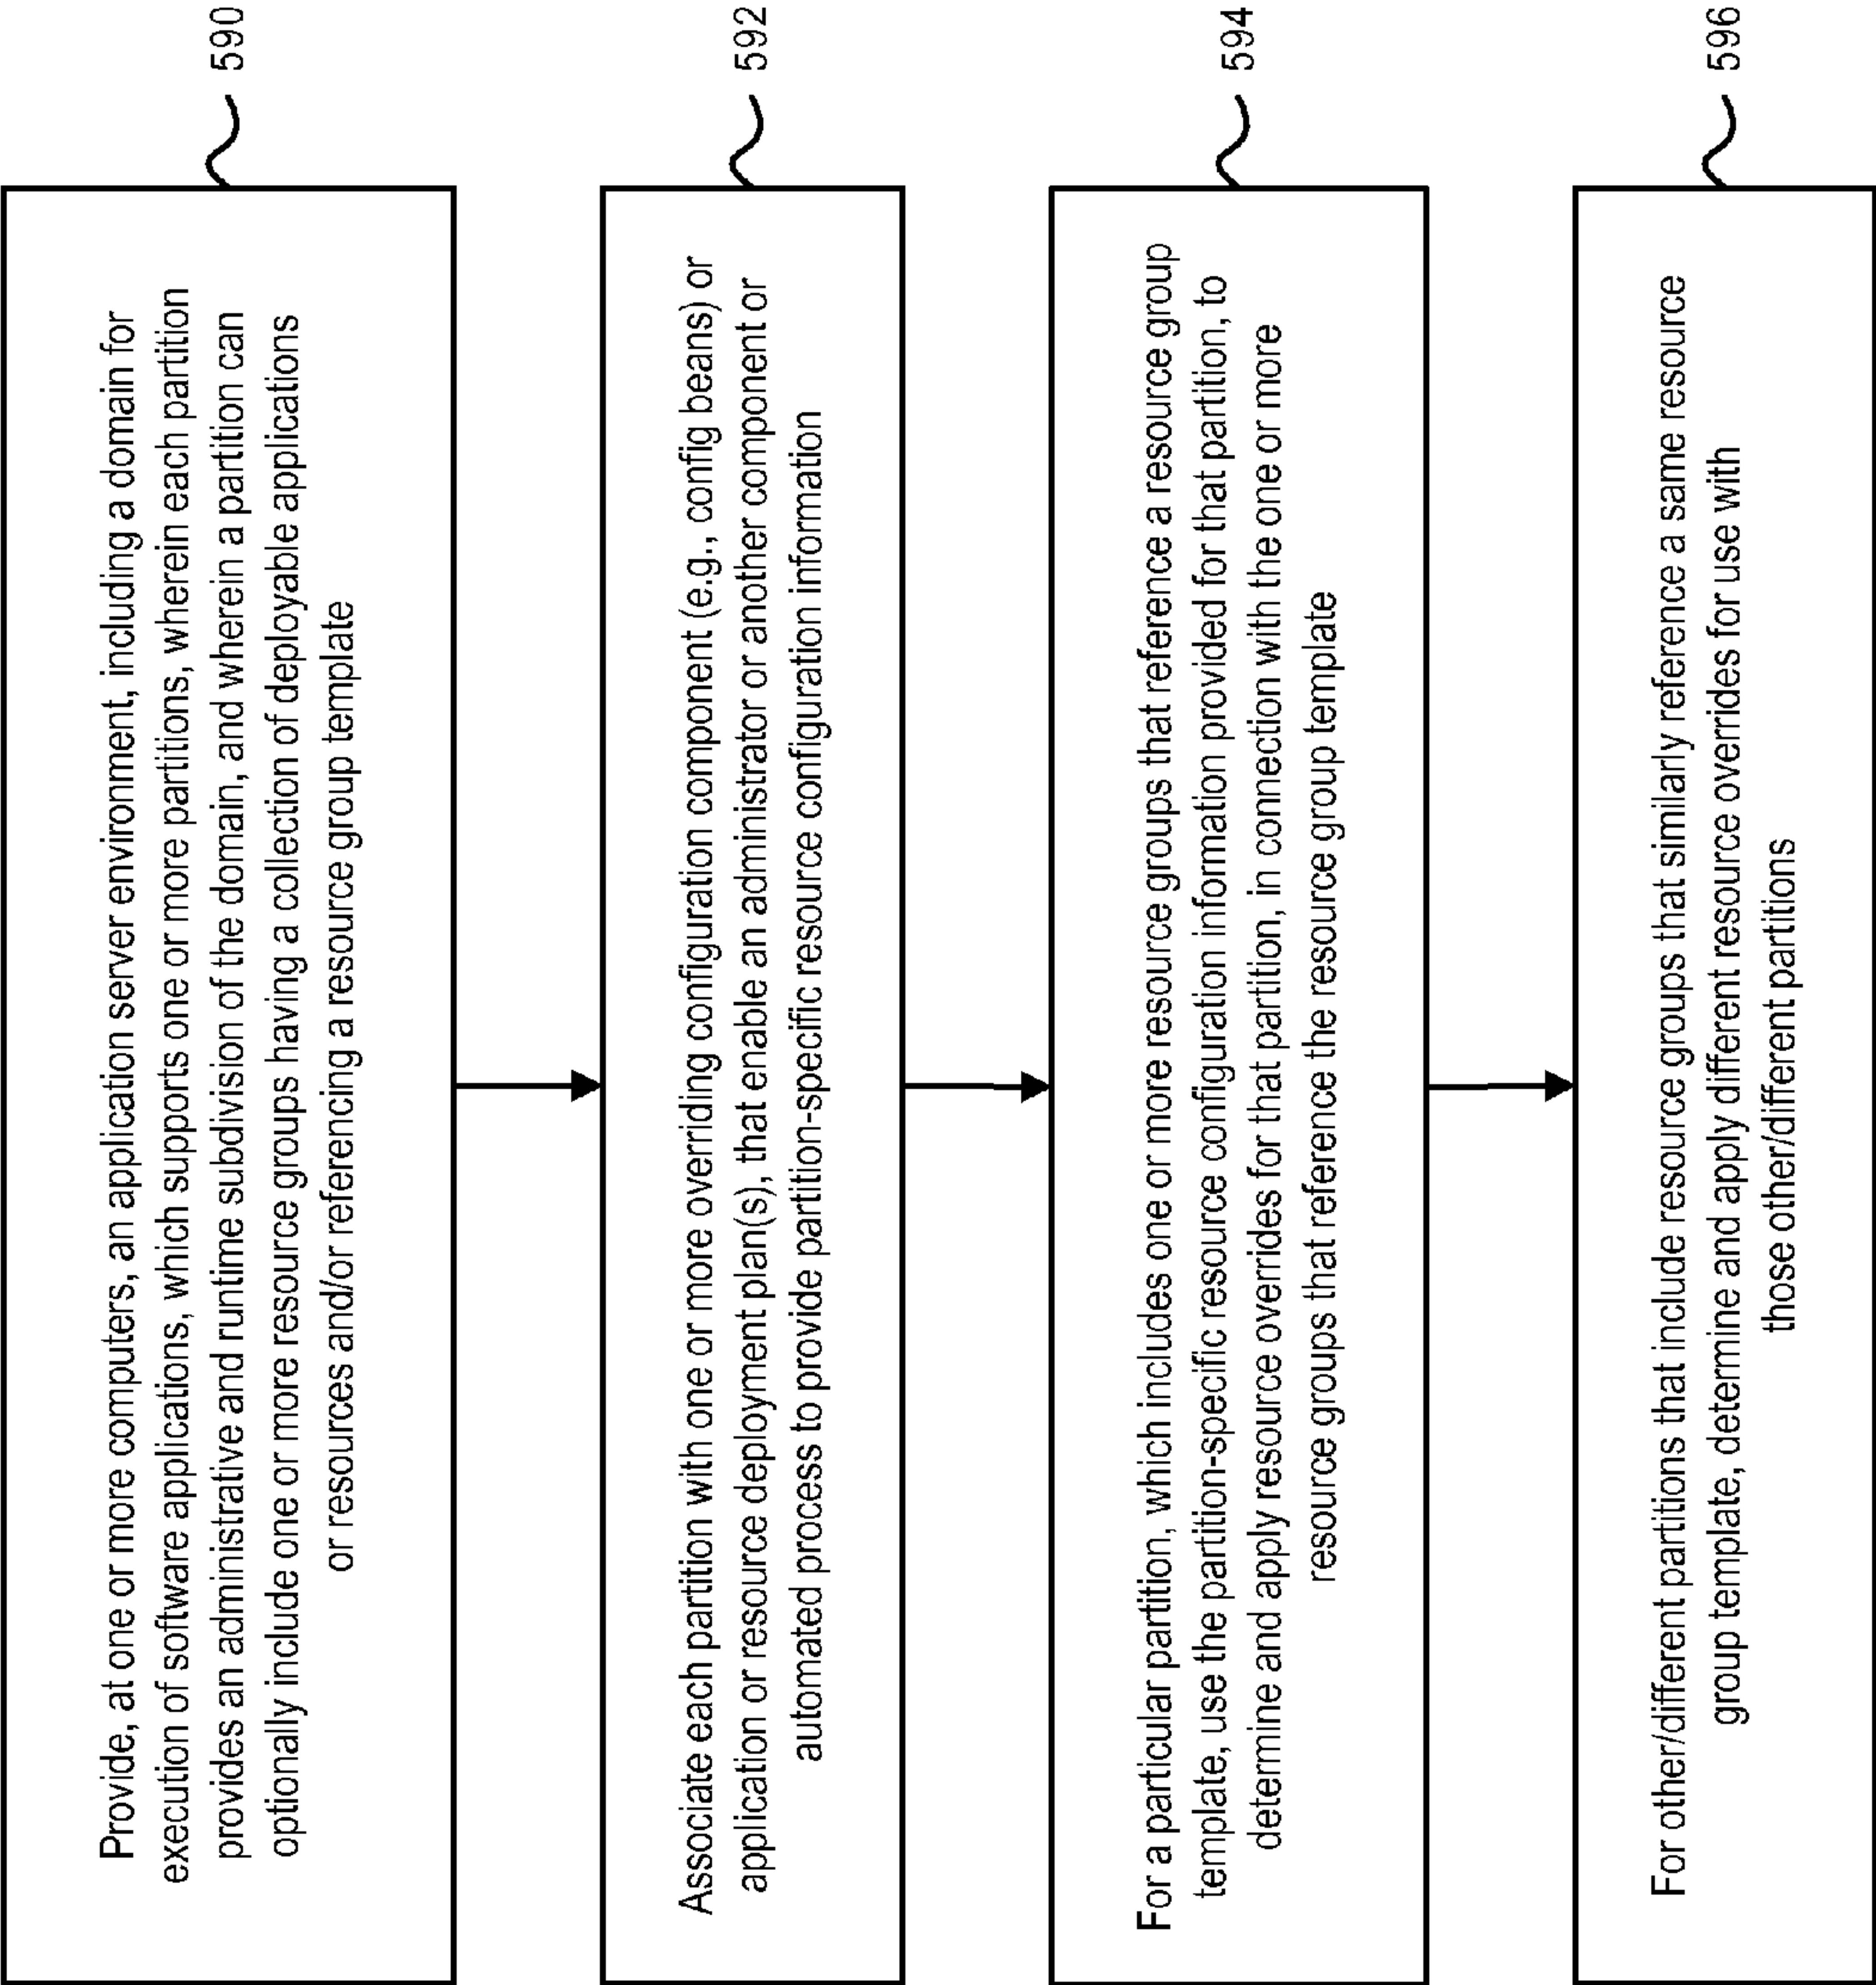 Provide, at one or more computers, an application server environment, including a domain for
execution of software applications, which supports one or more partitions, wherein each partition
provides an administrative and runtime subdivision of the domain, and wherein a partition can
optionally include one or more resource groups having a collection of deployable applications
or resources and/or referencing a resource group template
590
Associate each partition with one or more overriding configuration component (e.g., config beans) or
application or resource deployment plan(s), that enable an administrator or another component or
automated process to provide partition-specific resource configuration information
592
For a particular partition, which includes one or more resource groups that reference a resource group
template, use the partition-specific resource configuration information provided for that partition, to
determine and apply resource overrides for that partition, in connection with the one or more
resource groups that reference the resource group template
594
For other/different partitions that include resource groups that similarly reference a same resource
group template, determine and apply different resource overrides for use with
those other/different partitions
596